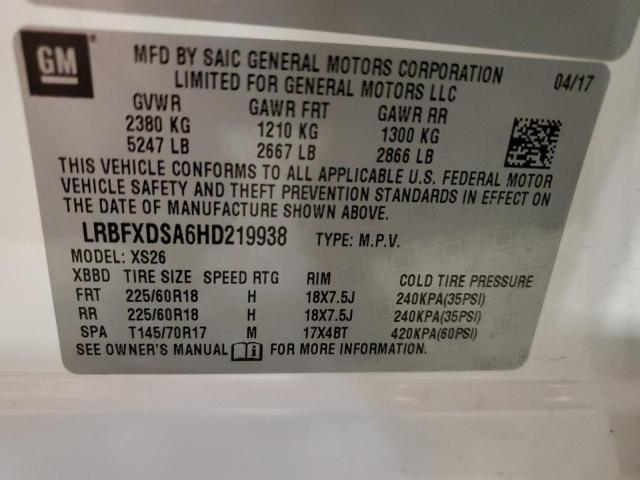 GM ®
MFD BY SAIC GENERAL MOTORS CORPORATION
LIMITED FOR GENERAL MOTORS LLC 04/17
GVWR GAWR FRT GAWR RR
2380 KG 1210 KG 1300 KG
5247 LB 2667 LB 2866 LB
THIS VEHICLE CONFORMS TO ALL APPLICABLE U.S. FEDERAL MOTOR
VEHICLE SAFETY AND THEFT PREVENTION STANDARDS IN EFFECT ON
THE DATE OF MANUFACTURE SHOWN ABOVE.
LRBFXDSA6HD219938 TYPE: M.P.V.
MODEL: XS26
XBBD TIRE SIZE SPEED RTG RIM COLD TIRE PRESSURE
FRT 225/60R18 H 18X7.5J 240KPA(35PSI)
RR 225/60R18 H 18X7.5J 240KPA(35PSI)
SPA T145/70R17 M 17X4BT 420KPA(60PSI)
SEE OWNER'S MANUAL i FOR MORE INFORMATION.